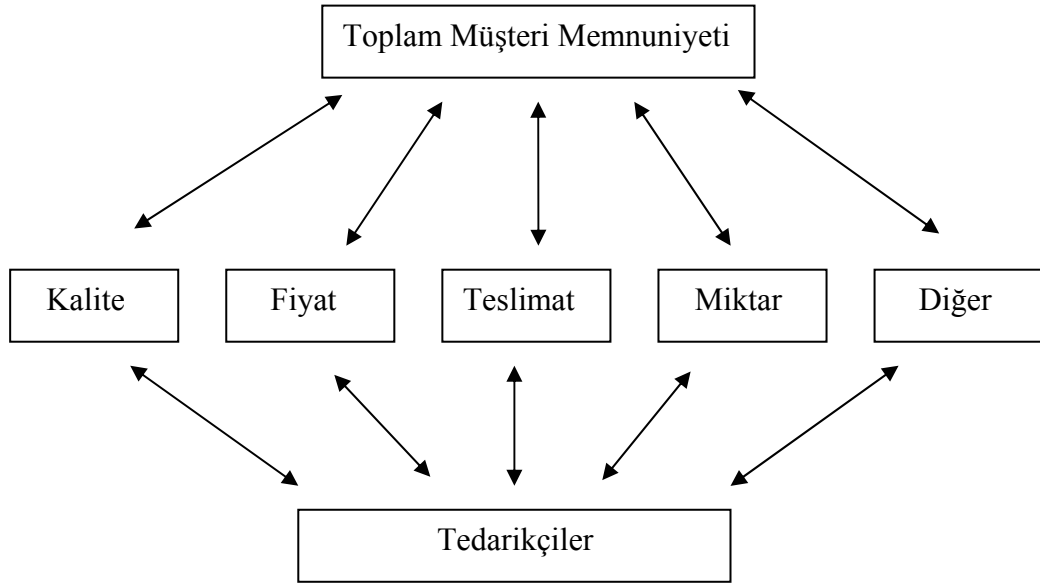 Toplam Müşteri Memnuniyeti
Kalite
Fiyat
Teslimat
Miktar
Diğer
Tedarikçiler